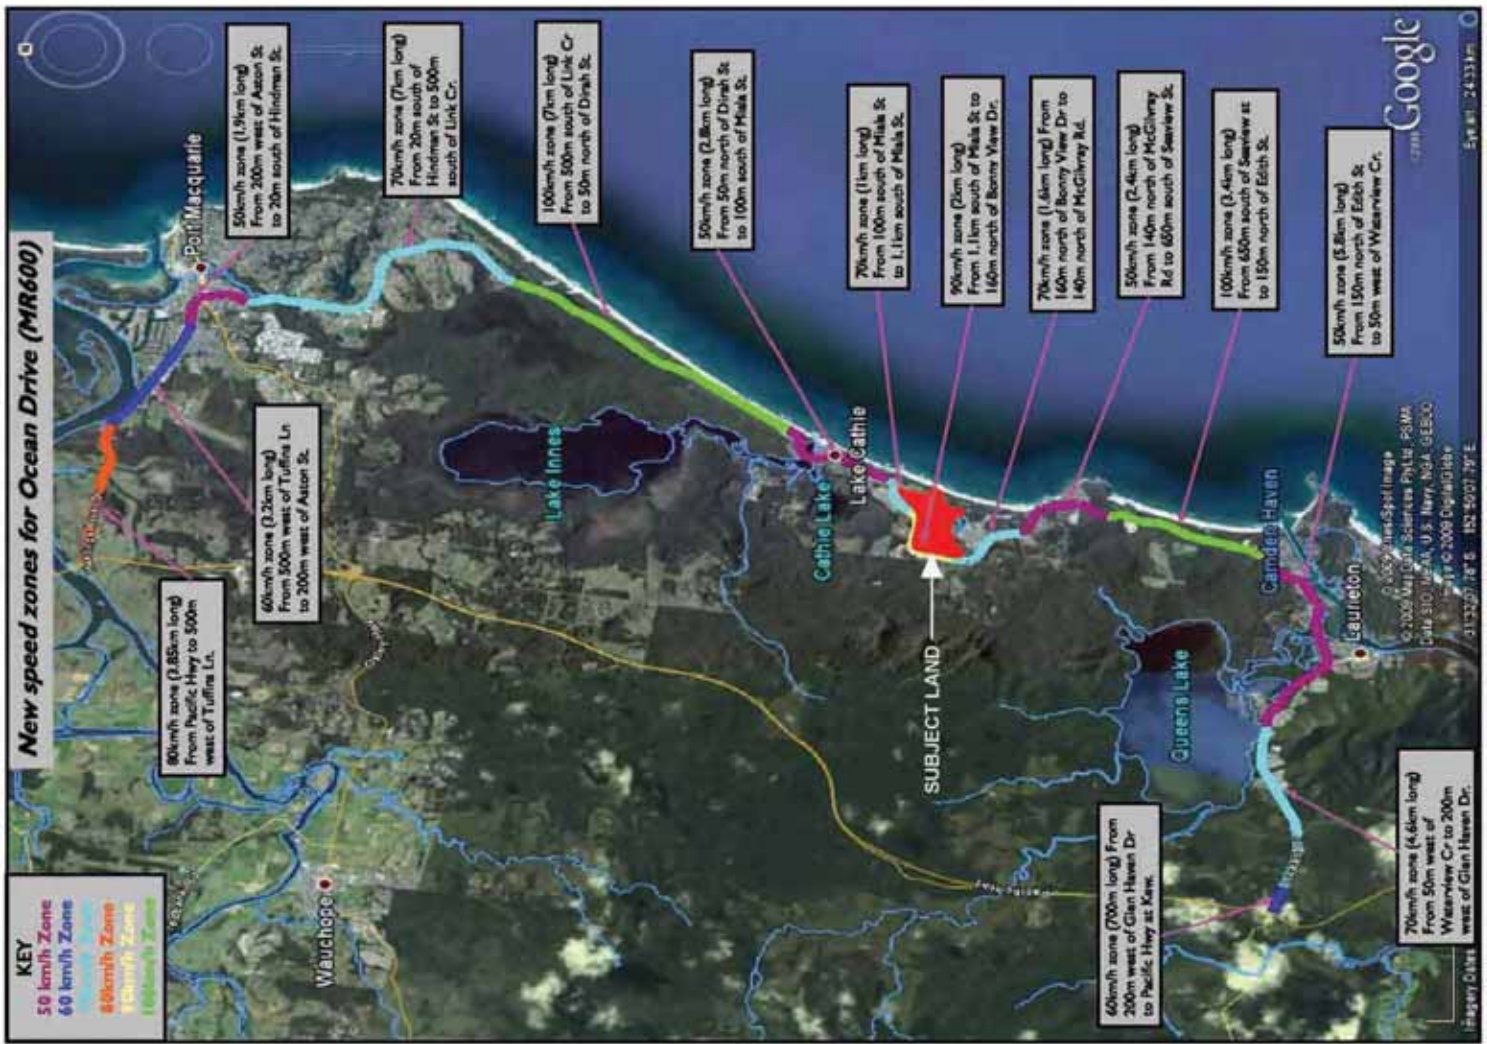 New speed zones for Ocean Drive (MR600)
KEY
50 km/h Zone
60 km/h Zone
80km/h Zone
100km/h Zone
80km/h zone (3.85km long)
From Pacific Hwy to 500m
west of Tuffins Ln.
60km/h zone (3.2km long)
From 50m west of Tuffins Ln
to 200m west of Aston St.
50km/h zone (1.9km long)
From 200m west of Aston St
to 20m south of Hindman St.
Port Macquarie
70km/h zone (7km long)
From 20m south of
Hindman St to 500m
south of Link Cr.
100km/h zone (7km long)
From 500m south of Link Cr
to 50m north of Dirah St.
50km/h zone (2.8km long)
From 50m north of Dirah St
to 100m south of Miala St.
70km/h zone (1km long)
From 100m south of Miala St
to 1.1km south of Miala St.
90km/h zone (2km long)
From 1.1km south of Miala St to
160m north of Bonny View Dr.
70km/h zone (1.6km long) From
160m north of Bonny View Dr to
140m north of McGilvray Rd.
50km/h zone (2.4km long)
From 140m north of McGilvray
Rd to 650m south of Seaview St.
100km/h zone (3.4km long)
From 650m south of Seaview st
to 150m north of Edith St.
50km/h zone (5.8km long)
From 150m north of Edith St
to 50m west of Waterview Cr.
70km/h zone (4.6km long)
From 50m west of
Waterview Cr to 200m
west of Glen Haven Dr.
60km/h zone (700m long) From
200m west of Glen Haven Dr
to Pacific Hwy at Kew.
Wauchope
Lake Innes
Cathie Lake
Lake Cathie
SUBJECT LAND
Queens Lake
Camden Haven
Laurieton
Google
Eye alt 24.33 km